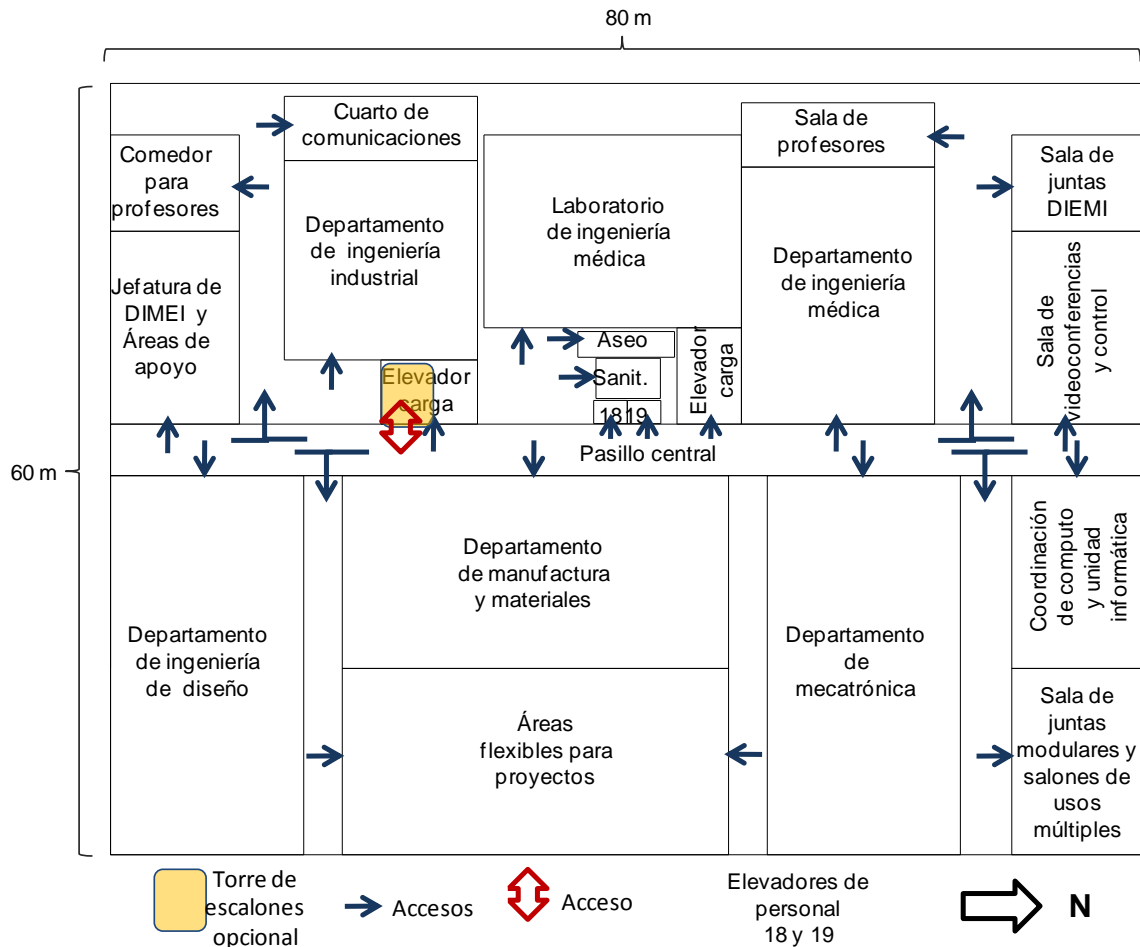 80 m
Cuarto de
comunicaciones
Sala de
profesores
Comedor
para
profesores
Sala de
juntas
DIEMI
Laboratorio
de ingeniería
médica
Departamento
de ingeniería
industrial
Departamento
de ingeniería
médica
Jefatura de
DIMEI y
Áreas de
apoyo
Sala de
videoconferencias
y control
Aseo
Elevador
carga
Sanit.
Elevador
carga
18
19
Pasillo central
60 m
Departamento
de manufactura
y materiales
Coordinación
de computo
y unidad
informática
Departamento
de ingeniería
de diseño
Departamento
de
mecatrónica
Áreas
flexibles para
proyectos
Sala de
juntas
modulares y
salones de
usos
múltiples
Torre de
escalones
opcional
Accesos
Acceso
Elevadores de
personal
18 y 19
N